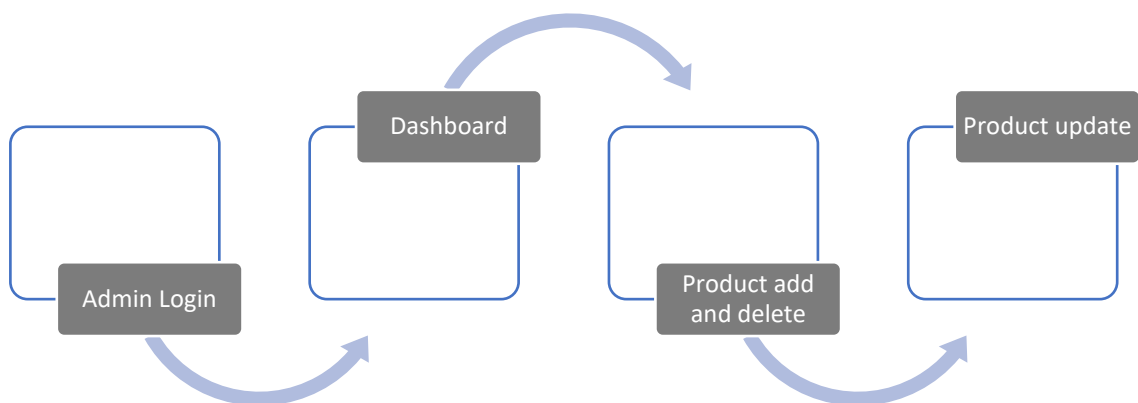 Admin Login
Dashboard
Product add
and delete
Product update